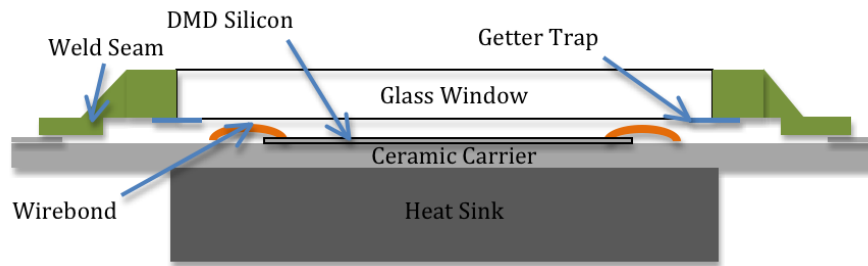 DMD Silicon
Getter Trap
Weld Seam
Glass Window
Ceramic Carrier
Wirebond
Heat Sink